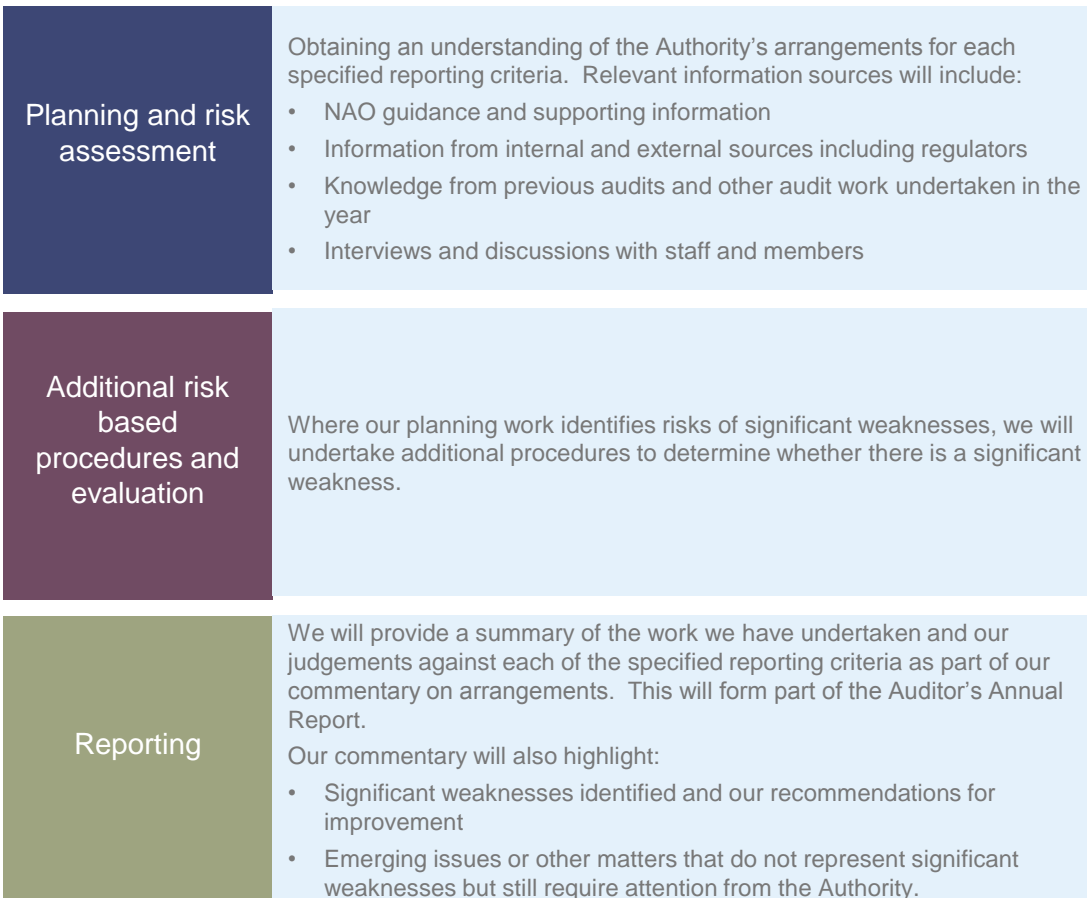 Planning and risk
assessment
Obtaining an understanding of the Authority’s arrangements for each
specified reporting criteria.  Relevant information sources will include:
• NAO guidance and supporting information
• Information from internal and external sources including regulators
• Knowledge from previous audits and other audit work undertaken in the
year
• Interviews and discussions with staff and members
Additional risk
based
procedures and
evaluation
Where our planning work identifies risks of significant weaknesses, we will
undertake additional procedures to determine whether there is a significant
weakness.
Reporting
We will provide a summary of the work we have undertaken and our
judgements against each of the specified reporting criteria as part of our
commentary on arrangements.  This will form part of the Auditor’s Annual
Report.
Our commentary will also highlight:
• Significant weaknesses identified and our recommendations for
improvement
• Emerging issues or other matters that do not represent significant
weaknesses but still require attention from the Authority.